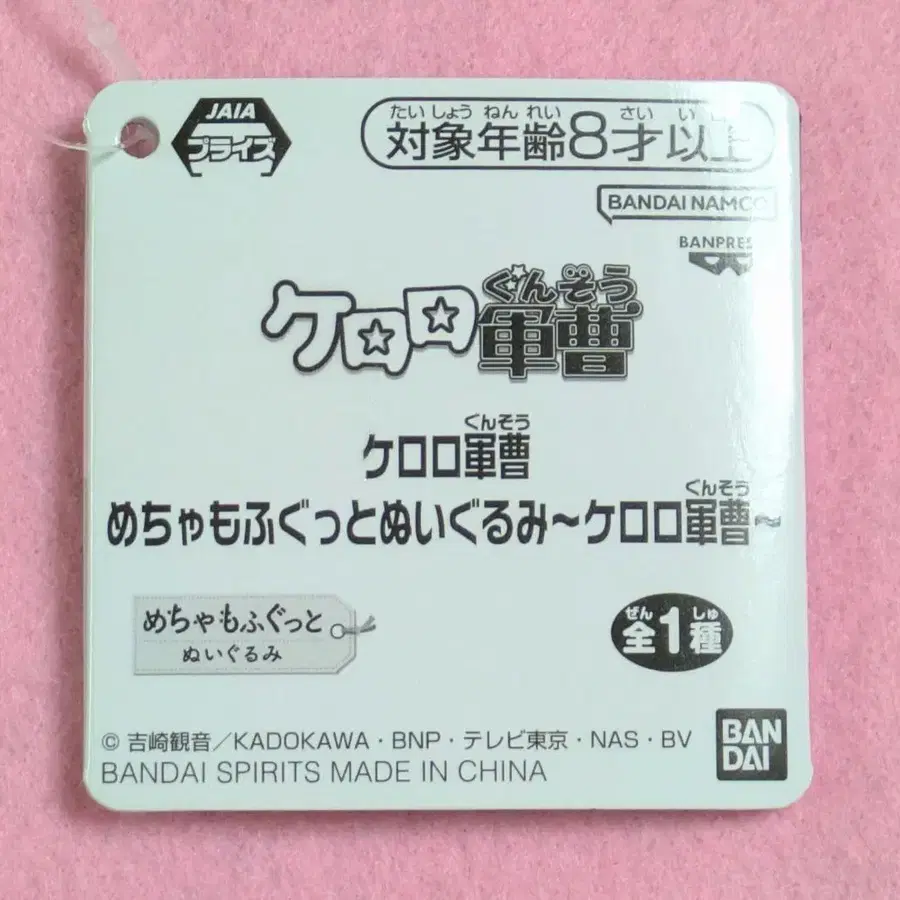 JAIA
プライズ
たいしょうねんれい さいい
対象年齢8才以上
BANDAI NAMCO
BANPRES
ぐんそう
ケロロ軍曹
ぐんそう
ケロロ軍曹
ぐんそう
めちゃもふぐっとぬいぐるみ~ケロロ軍曹~
めちゃもふぐっと
ぬいぐるみ
ぜん しゅ
全1種
© 吉崎観音/KADOKAWA・BNP・テレビ東京・NAS・BV
BANDAI SPIRITS MADE IN CHINA
BAN
DAI